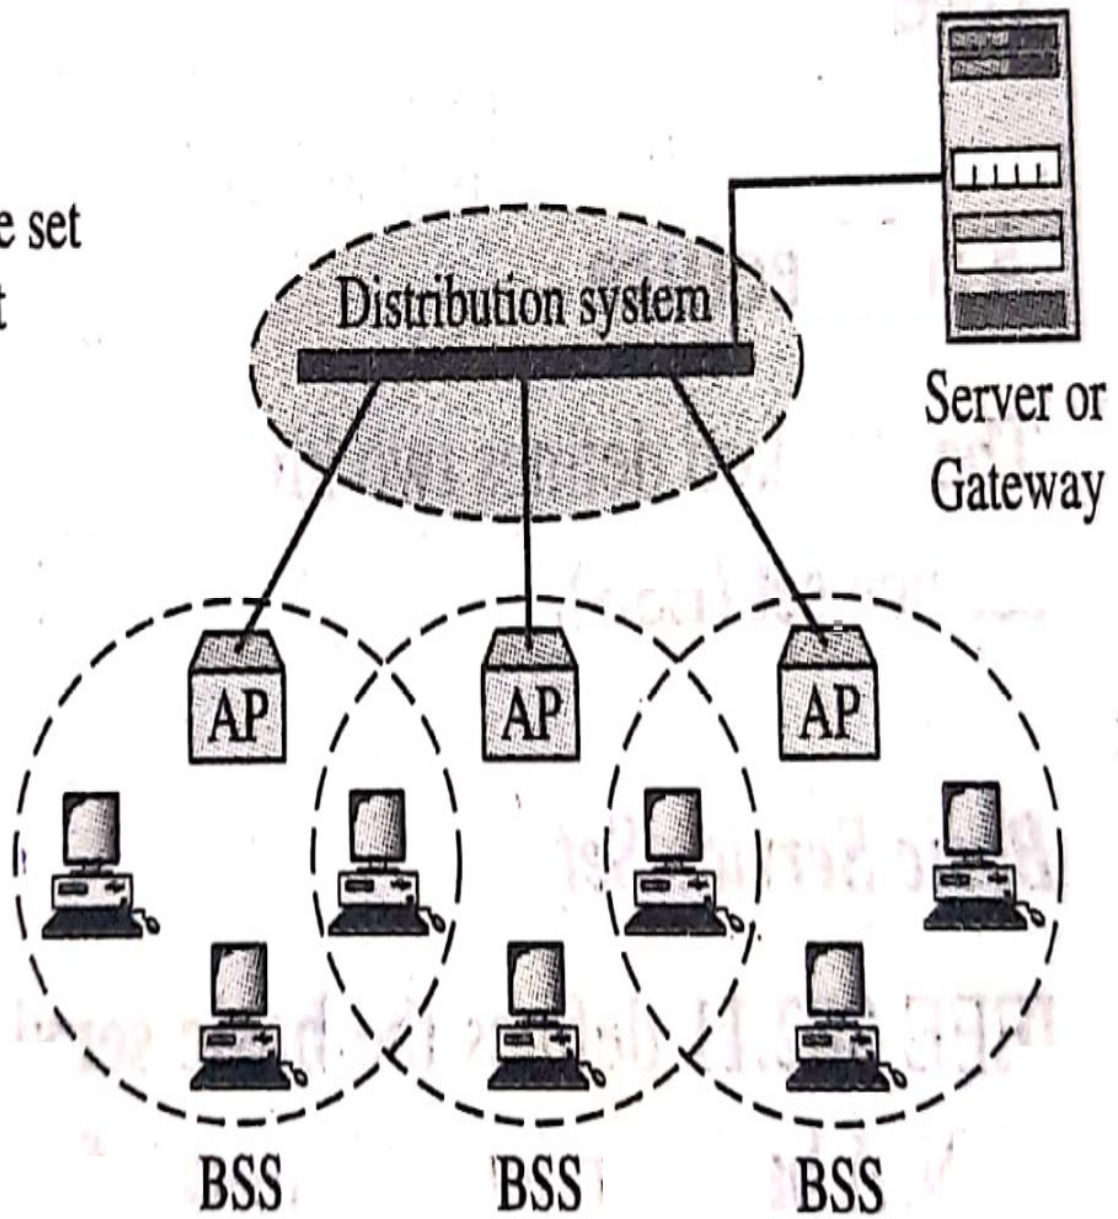 e set
t
Distribution system
Server or
Gateway
AP
AP
AP
BSS
BSS
BSS